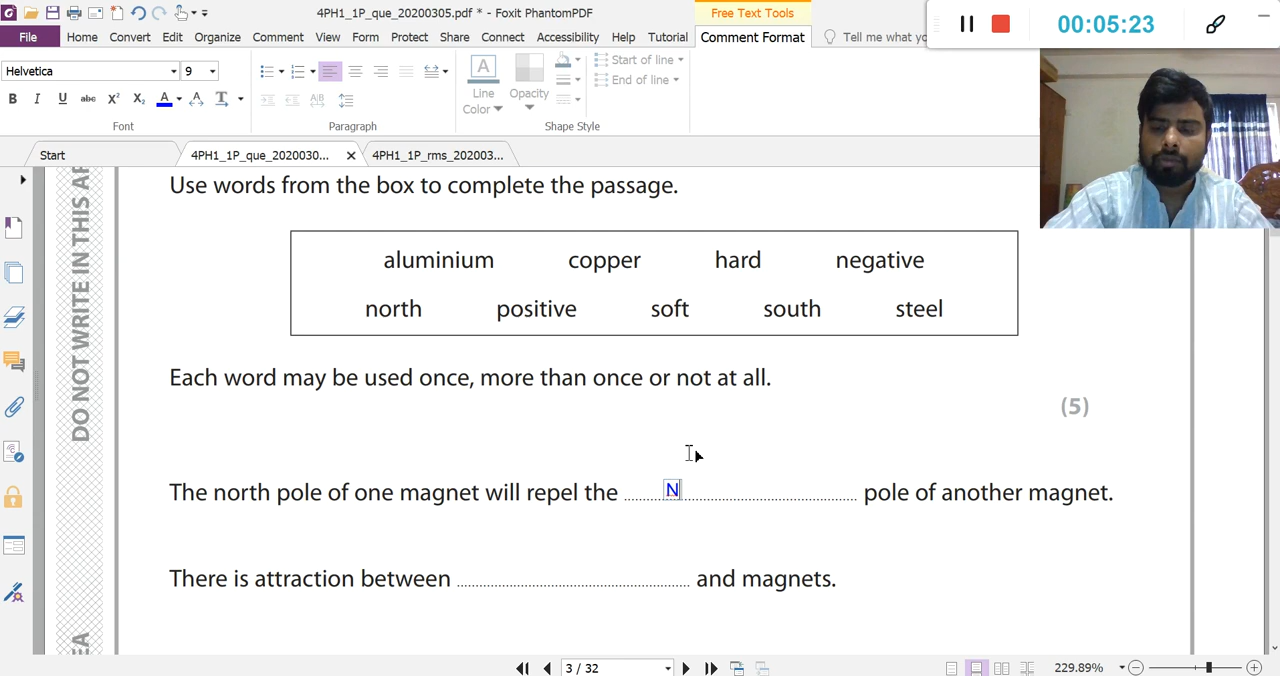 4PH1_1P_que_20200305.pdf * - Foxit PhantomPDF
Free Text Tools
00:05:23
File Home Convert Edit Organize Comment View Form Protect Share Connect Accessibility Help Tutorial Comment Format Tell me what yo
Helvetica 9
Start of line
End of line
B I U abc X² X₂ A A T
Line Color
Opacity
Font Paragraph Shape Style
Start 4PH1_1P_que_2020030... 4PH1_1P_rms_202003...
DO NOT WRITE IN THIS AR
Use words from the box to complete the passage.
aluminium copper hard negative
north positive soft south steel
Each word may be used once, more than once or not at all.
(5)
The north pole of one magnet will repel the ........N........ pole of another magnet.
There is attraction between ................ and magnets.
EA
3 / 32
229.89%